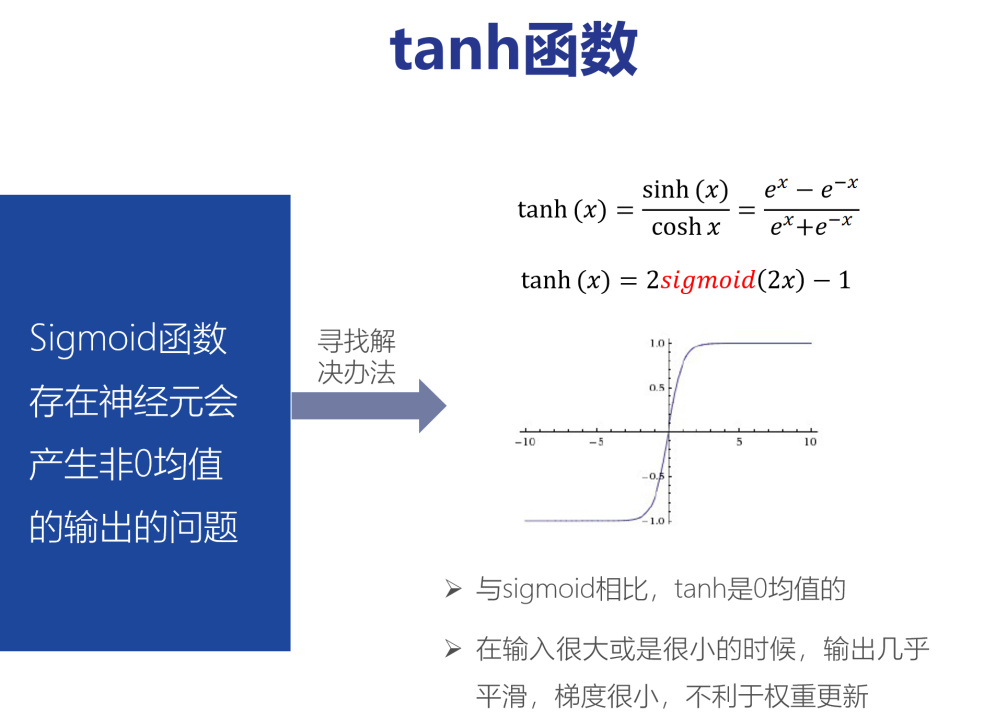 tanh函数
Sigmoid函数
存在神经元会
产生非0均值
的输出的问题
寻找解
决办法
tanh (x) = sinh (x) / cosh x = (eˣ − e⁻ˣ) / (eˣ+e⁻ˣ)
tanh (x) = 2sigmoid(2x) − 1
1.0
0.5
-10 -5 5 10
-0.5
-1.0
➢ 与sigmoid相比，tanh是0均值的
➢ 在输入很大或是很小的时候，输出几乎
平滑，梯度很小，不利于权重更新